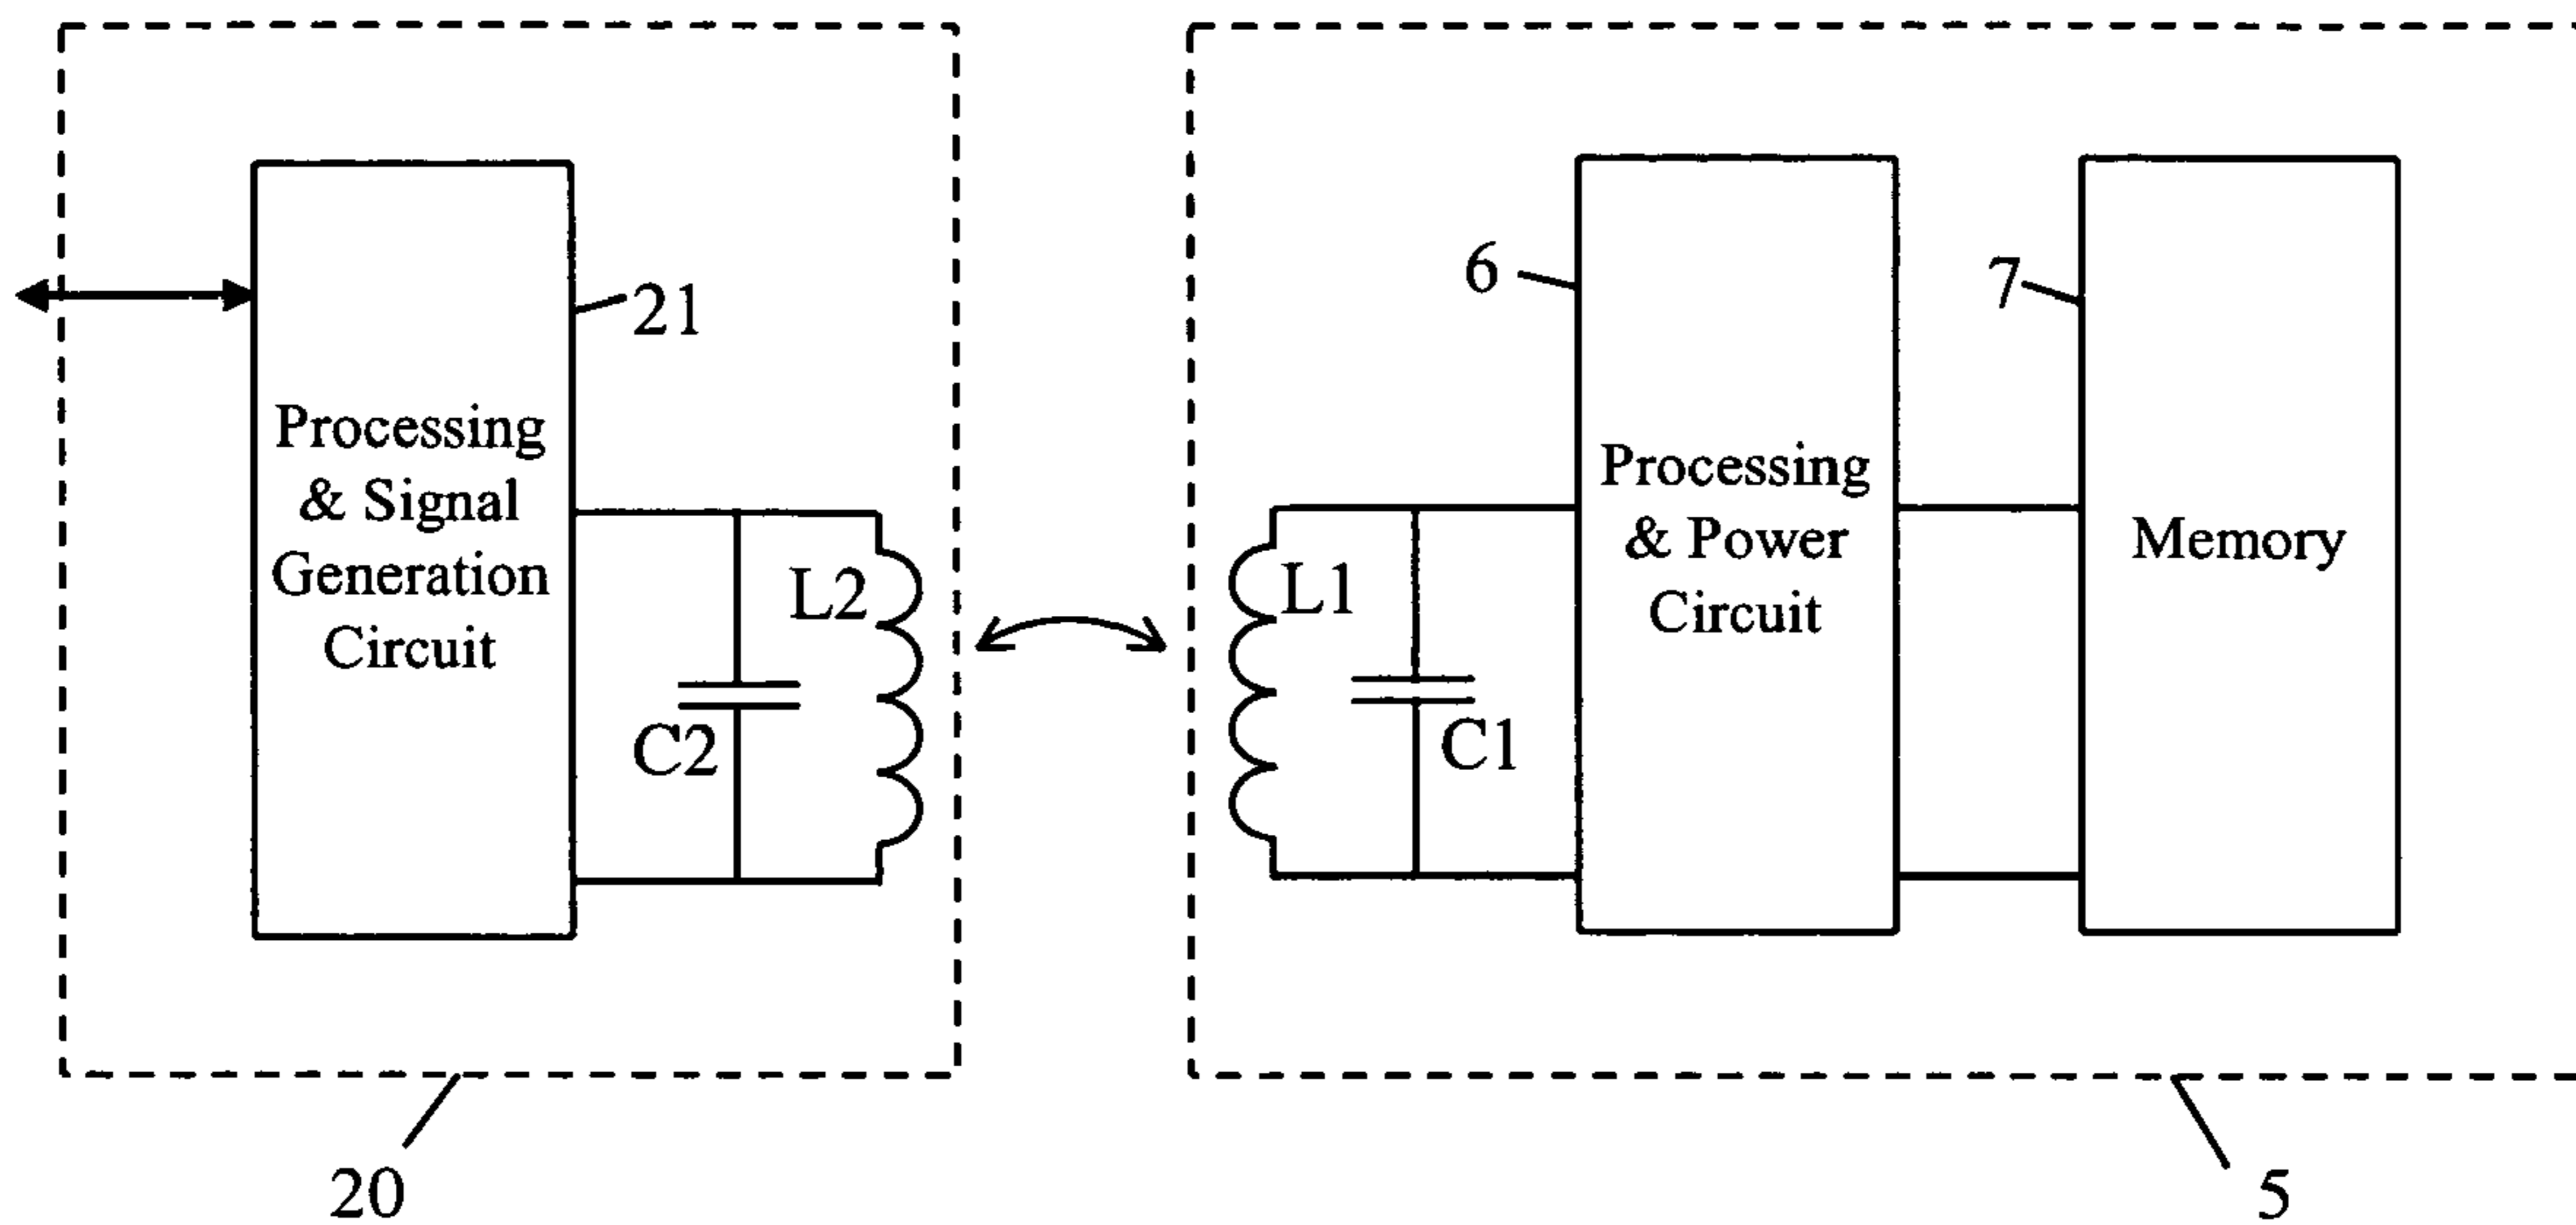 21
Processing
& Signal
Generation
Circuit
L2
C2
20
6
7
Processing
& Power
Circuit
Memory
L1
C1
5